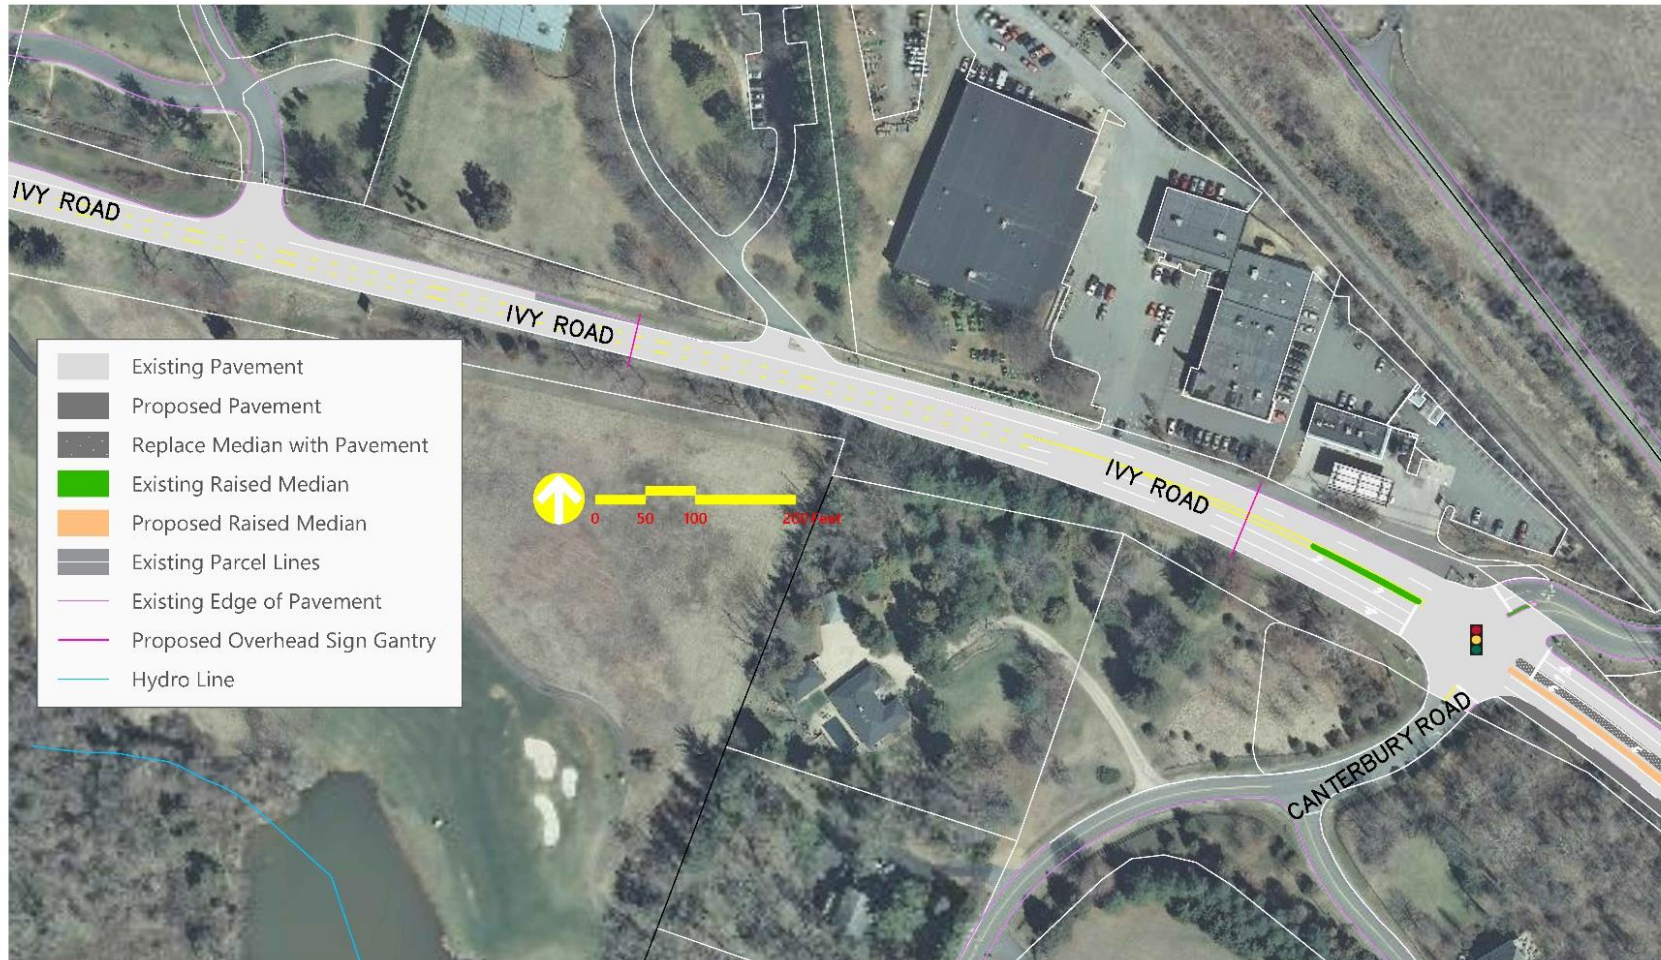 IVY ROAD
IVY ROAD
IVY ROAD
CANTERBURY ROAD
Existing Pavement
Proposed Pavement
Replace Median with Pavement
Existing Raised Median
Proposed Raised Median
Existing Parcel Lines
Existing Edge of Pavement
Proposed Overhead Sign Gantry
Hydro Line
0 50 100 200 Feet